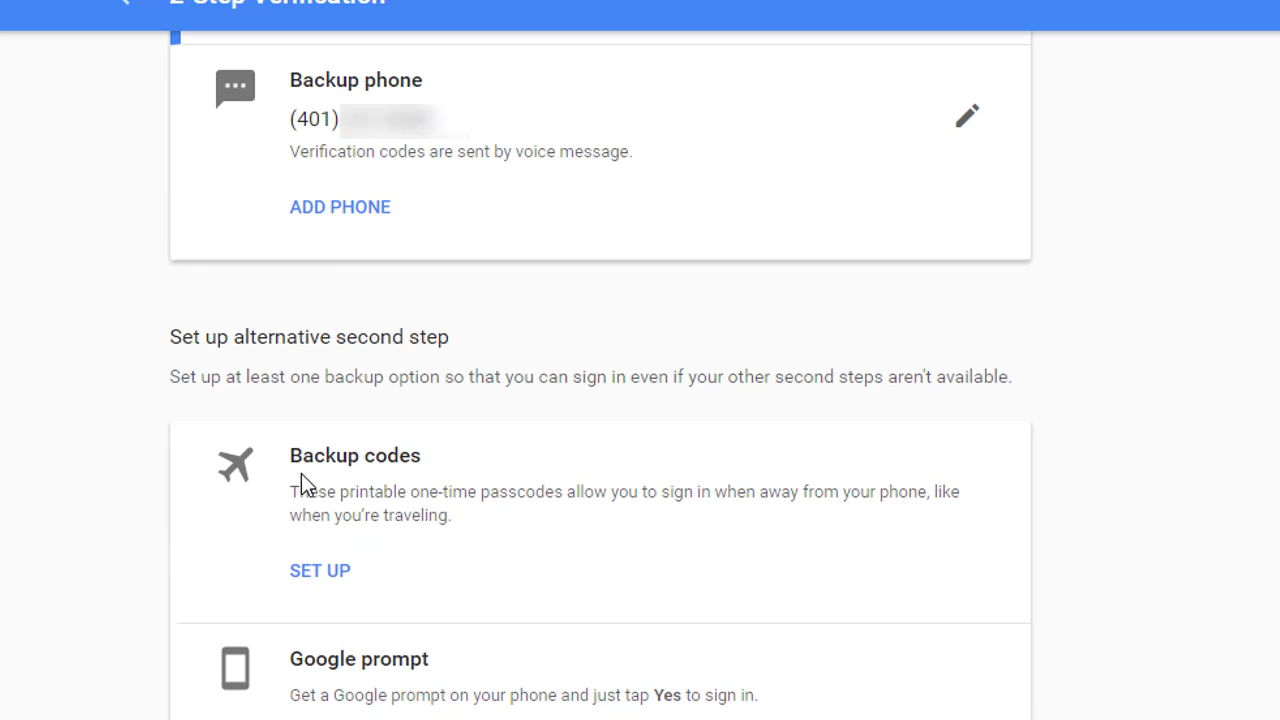 2-Step Verification
Backup phone
(401)
Verification codes are sent by voice message.
ADD PHONE
Set up alternative second step
Set up at least one backup option so that you can sign in even if your other second steps aren't available.
Backup codes
These printable one-time passcodes allow you to sign in when away from your phone, like
when you're traveling.
SET UP
Google prompt
Get a Google prompt on your phone and just tap Yes to sign in.